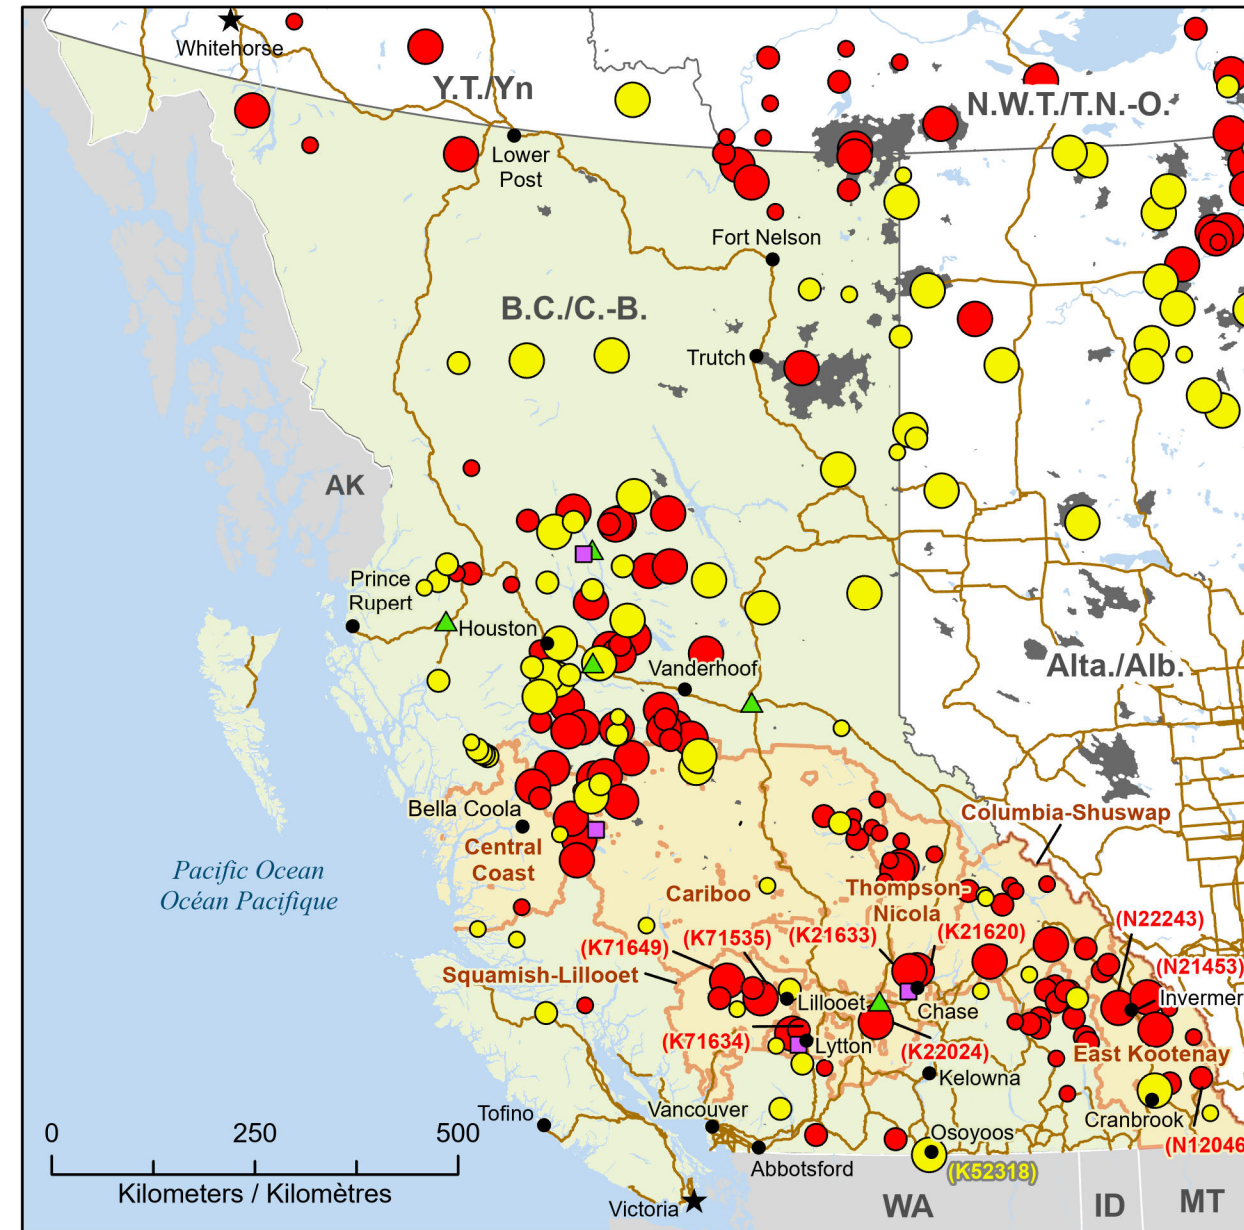 Whitehorse
Y.T./Yn
N.W.T./T.N.-O.
Lower
Post
Fort Nelson
B.C./C.-B.
Trutch
AK
Prince
Rupert
Houston
Vanderhoof
Alta./Alb.
Bella Coola
Columbia-Shuswap
Central
Coast
Pacific Ocean
Océan Pacifique
Cariboo
Thompson-
Nicola
(N22243)
(K71649)
(K71535)
(K21633)
(K21620)
(N21453)
Squamish-Lillooet
Lillooet
Chase
Invermer
(K71634)
Lytton
(K22024)
East Kootenay
Kelowna
Tofino
Vancouver
Cranbrook
0 250 500
Osoyoos
(N12046
Abbotsford
(K52318)
Kilometers / Kilomètres
Victoria
WA
ID
MT